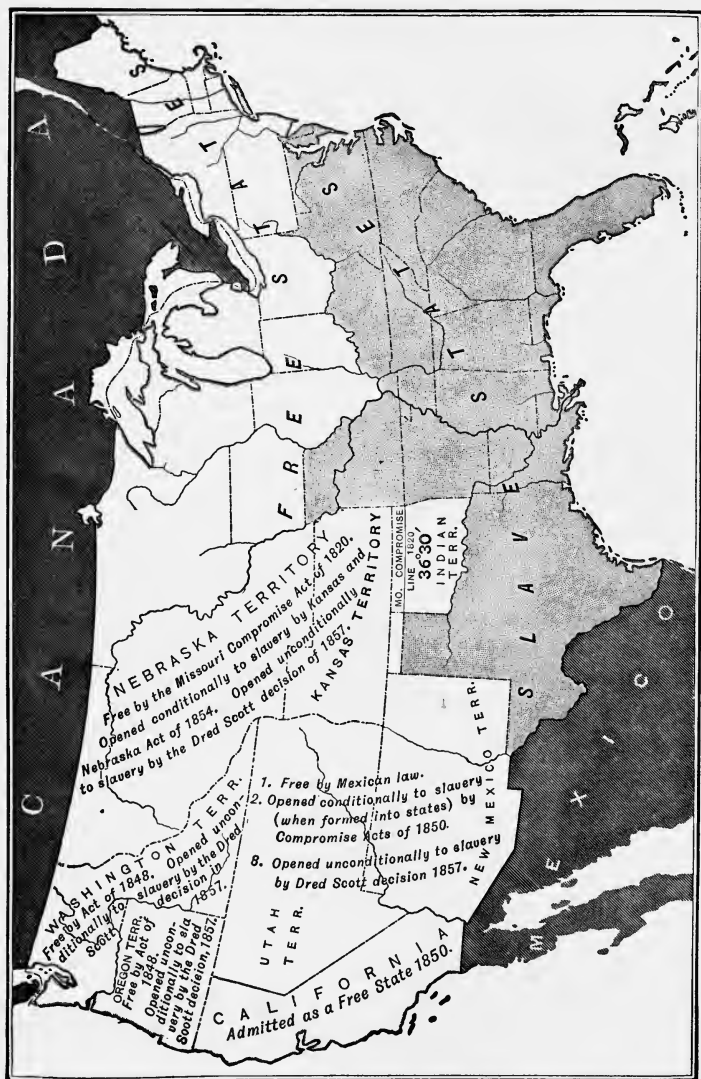 CANADA
WASHINGTON TERR.
Free by Act of 1848. Opened uncon-
ditionally to slavery by the Dred
Scott decision in
1857.
OREGON TERR.
Free by Act of
1848.
Opened uncon-
ditionally to sla
very by the Dred
Scott decision, 1857.
NEBRASKA TERRITORY
Free by the Missouri Compromise Act of 1820.
Opened conditionally to slavery by Kansas and
Nebraska Act of 1854. Opened unconditionally
to slavery by the Dred Scott decision of 1857.
KANSAS TERRITORY
FREE STATES
UTAH
TERR.
1. Free by Mexican law.
2. Opened conditionally to slavery
(when formed into states) by
Compromise Acts of 1850.
3. Opened unconditionally to slavery
by Dred Scott decision 1857.
NEW MEXICO TERR.
CALIFORNIA
Admitted as a Free State 1850.
MO. COMPROMISE
LINE 1820
36°30′
INDIAN
TERR.
SLAVE STATES
MEXICO